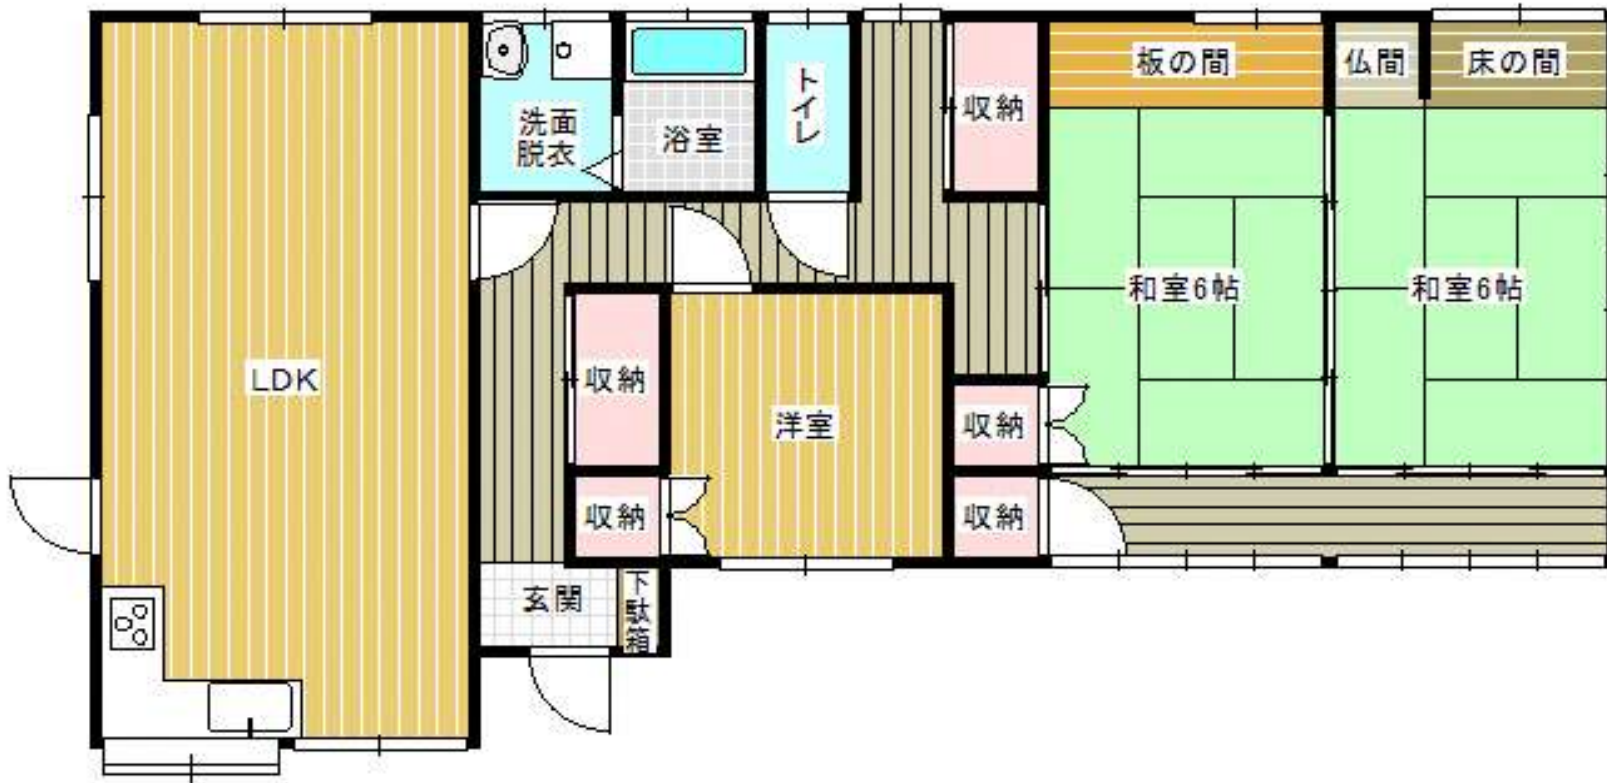 洗面
脱衣
浴室
トイレ
収納
板の間
仏間
床の間
和室6帖
和室6帖
LDK
収納
洋室
収納
収納
収納
玄関
下駄箱